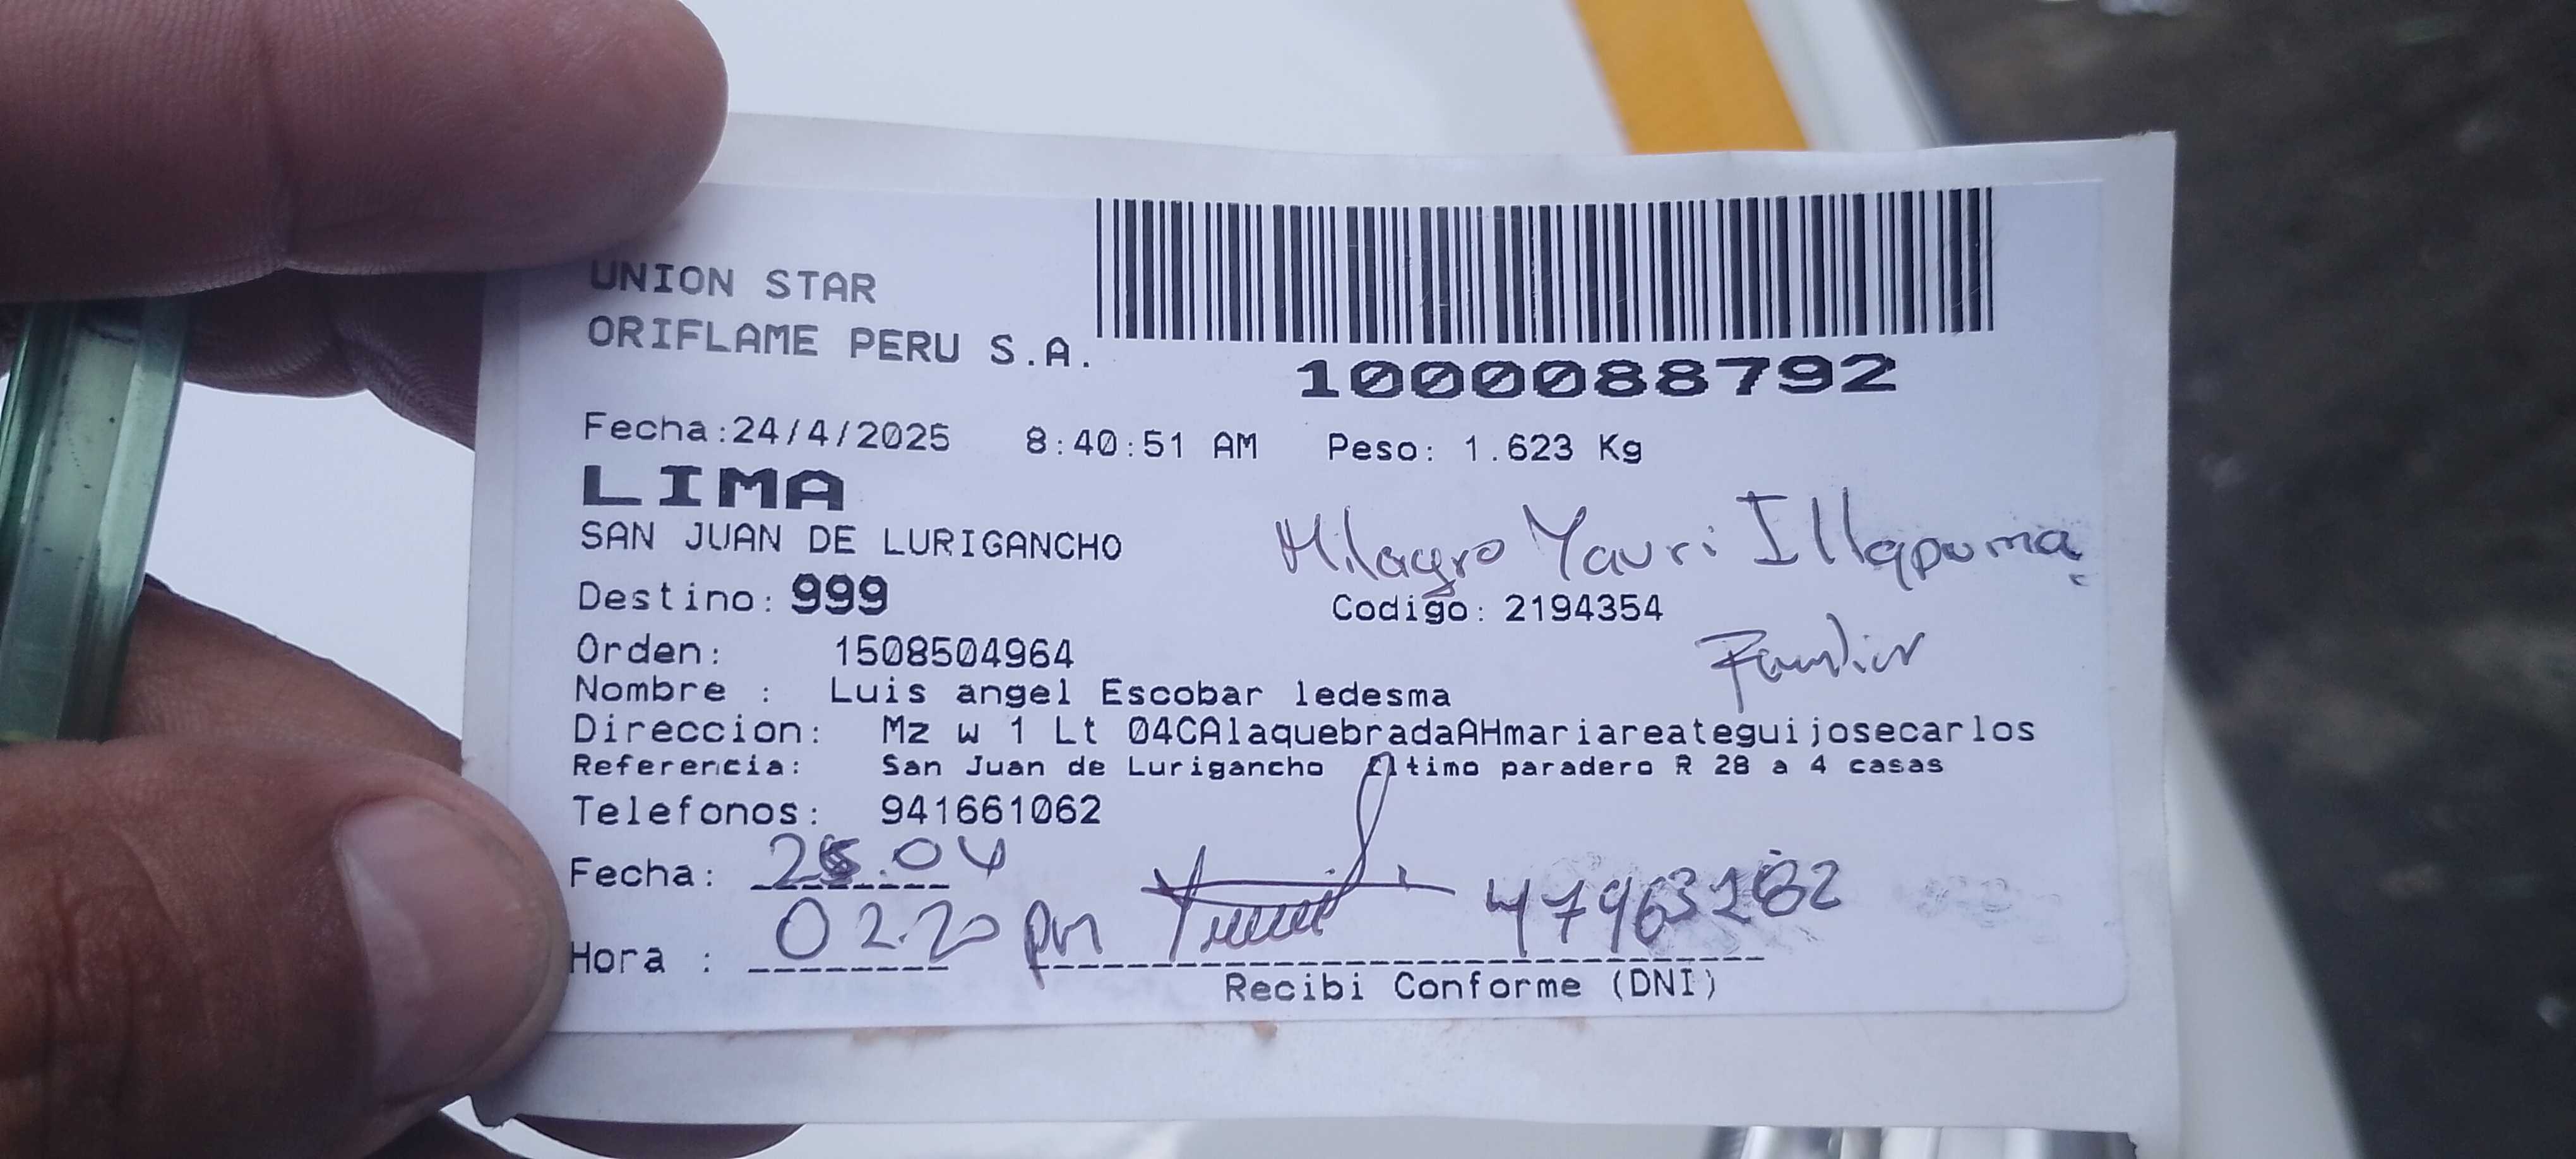 UNION STAR
ORIFLAME PERU S.A.
1000088792
Fecha:24/4/2025 8:40:51 AM Peso: 1.623 Kg
LIMA
SAN JUAN DE LURIGANCHO
Milagro Yauri Illapuma
Destino: 999 Codigo: 2194354
Familiar
Orden: 1508504964
Nombre : Luis angel Escobar ledesma
Direccion: Mz w 1 Lt 04CAlaquebradaAHmariareateguijosecarlos
Referencia: San Juan de Lurigancho ltimo paradero R 28 a 4 casas
Telefonos: 941661062
Fecha: 25.04
Hora : 02.20 pm
Recibi Conforme (DNI)